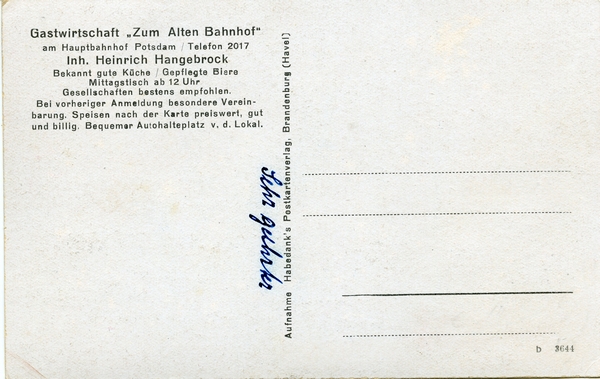 Gastwirtschaft „Zum Alten Bahnhof"
am Hauptbahnhof Potsdam / Telefon 2017
Inh. Heinrich Hangebrock
Bekannt gute Küche / Gepflegte Biere
Mittagstisch ab 12 Uhr
Gesellschaften bestens empfohlen.
Bei vorheriger Anmeldung besondere Verein-
barung. Speisen nach der Karte preiswert, gut
und billig. Bequemer Autohalteplatz v. d. Lokal.
Sehr geehrter
Aufnahme Habedank's Postkartenverlag, Brandenburg (Havel)
b 3644